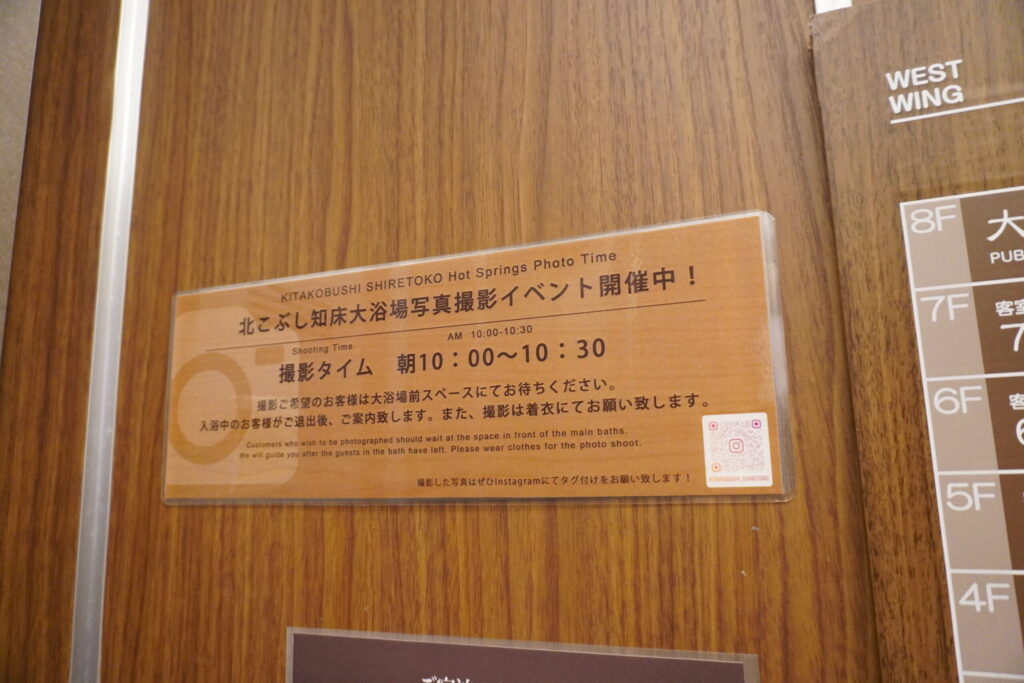 KITAKOBUSHI SHIRETOKO Hot Springs Photo Time
北こぶし知床大浴場写真撮影イベント開催中！
Shooting Time
AM 10:00-10:30
撮影タイム 朝10：00〜10：30
撮影ご希望のお客様は大浴場前スペースにてお待ちください。
入浴中のお客様がご退出後、ご案内致します。また、撮影は着衣にてお願い致します。
Customers who wish to be photographed should wait at the space in front of the main baths.
We will guide you after the guests in the bath have left. Please wear clothes for the photo shoot.
撮影した写真はぜひInstagramにてタグ付けをお願い致します！
KITAKOBUSHI SHIRETOKO
WEST
WING
8F 大
PUB
7F 客室
7
6F 客
6
5F
4F